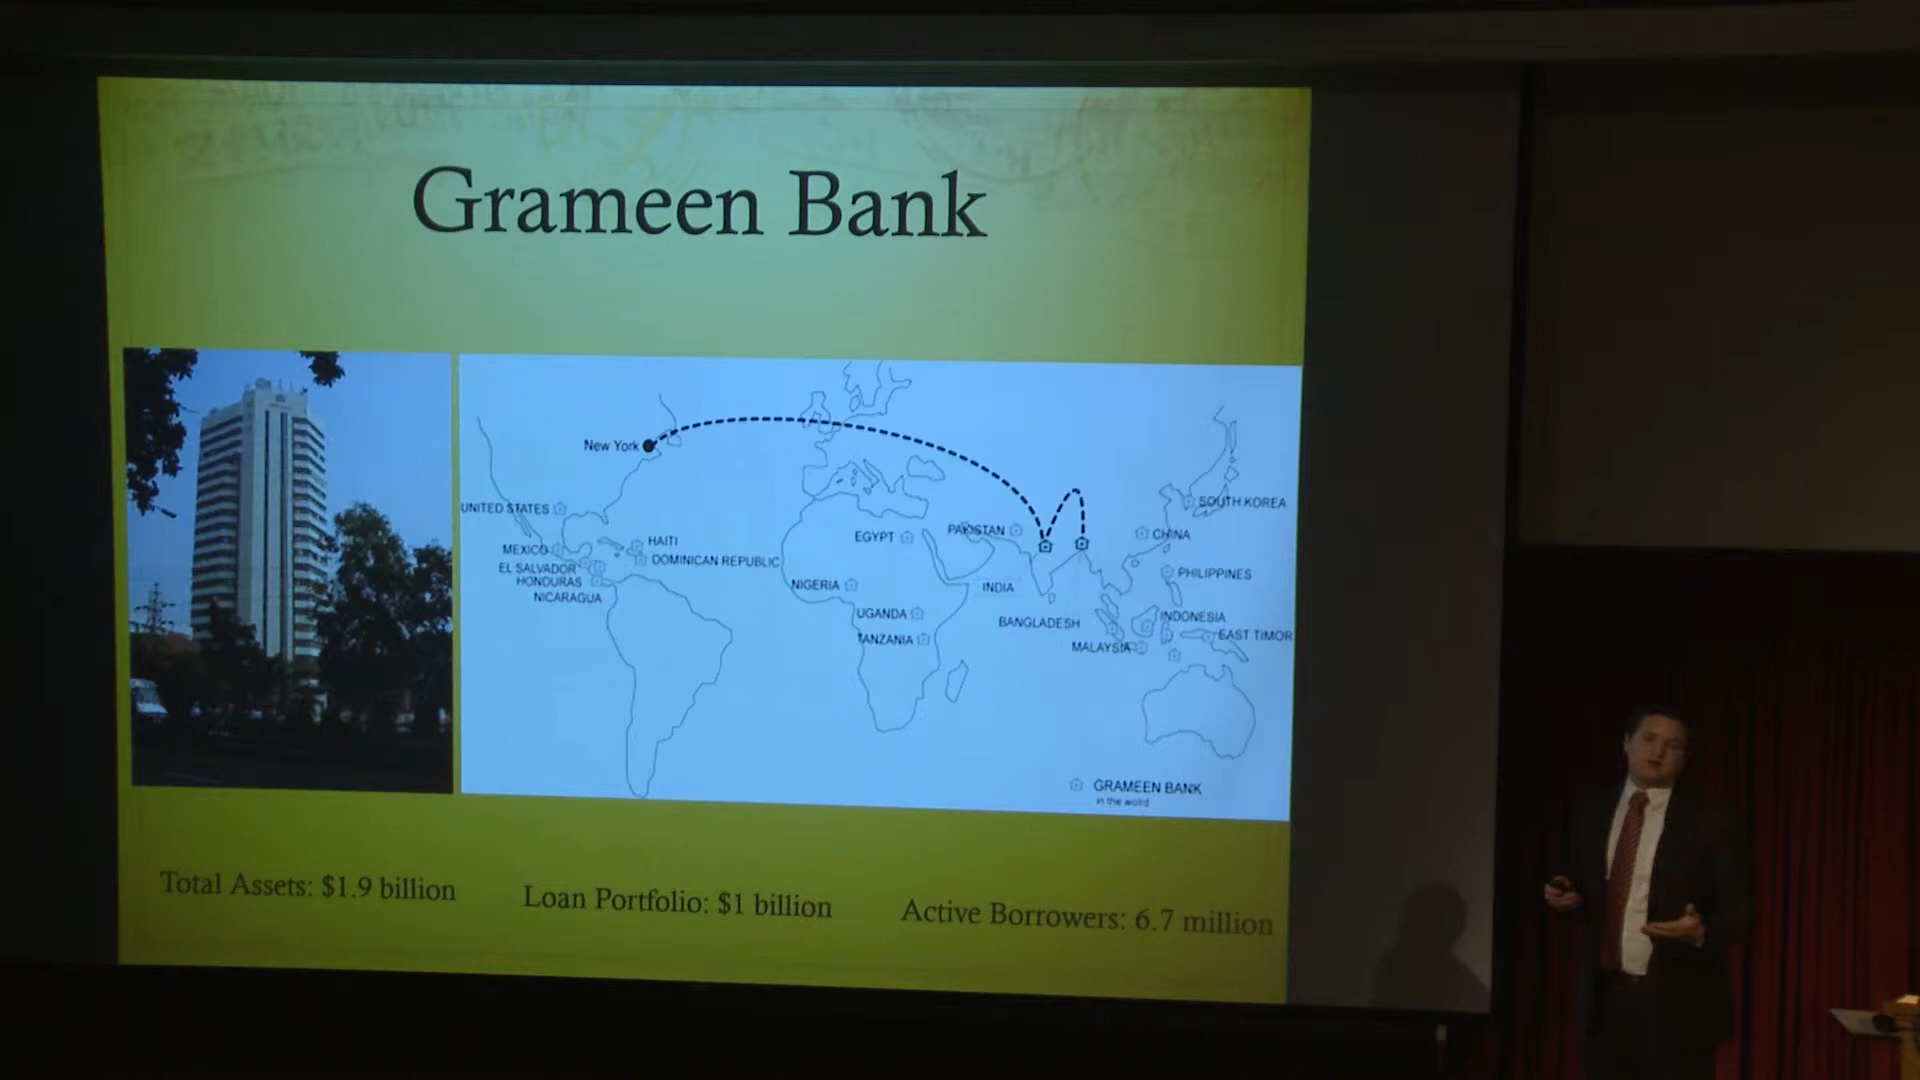 Grameen Bank
New York
UNITED STATES
MEXICO
EL SALVADOR
HONDURAS
NICARAGUA
HAITI
DOMINICAN REPUBLIC
EGYPT
NIGERIA
UGANDA
TANZANIA
PAKISTAN
INDIA
BANGLADESH
SOUTH KOREA
CHINA
PHILIPPINES
INDONESIA
EAST TIMOR
MALAYSIA
GRAMEEN BANK
in the world
Total Assets: $1.9 billion
Loan Portfolio: $1 billion
Active Borrowers: 6.7 million